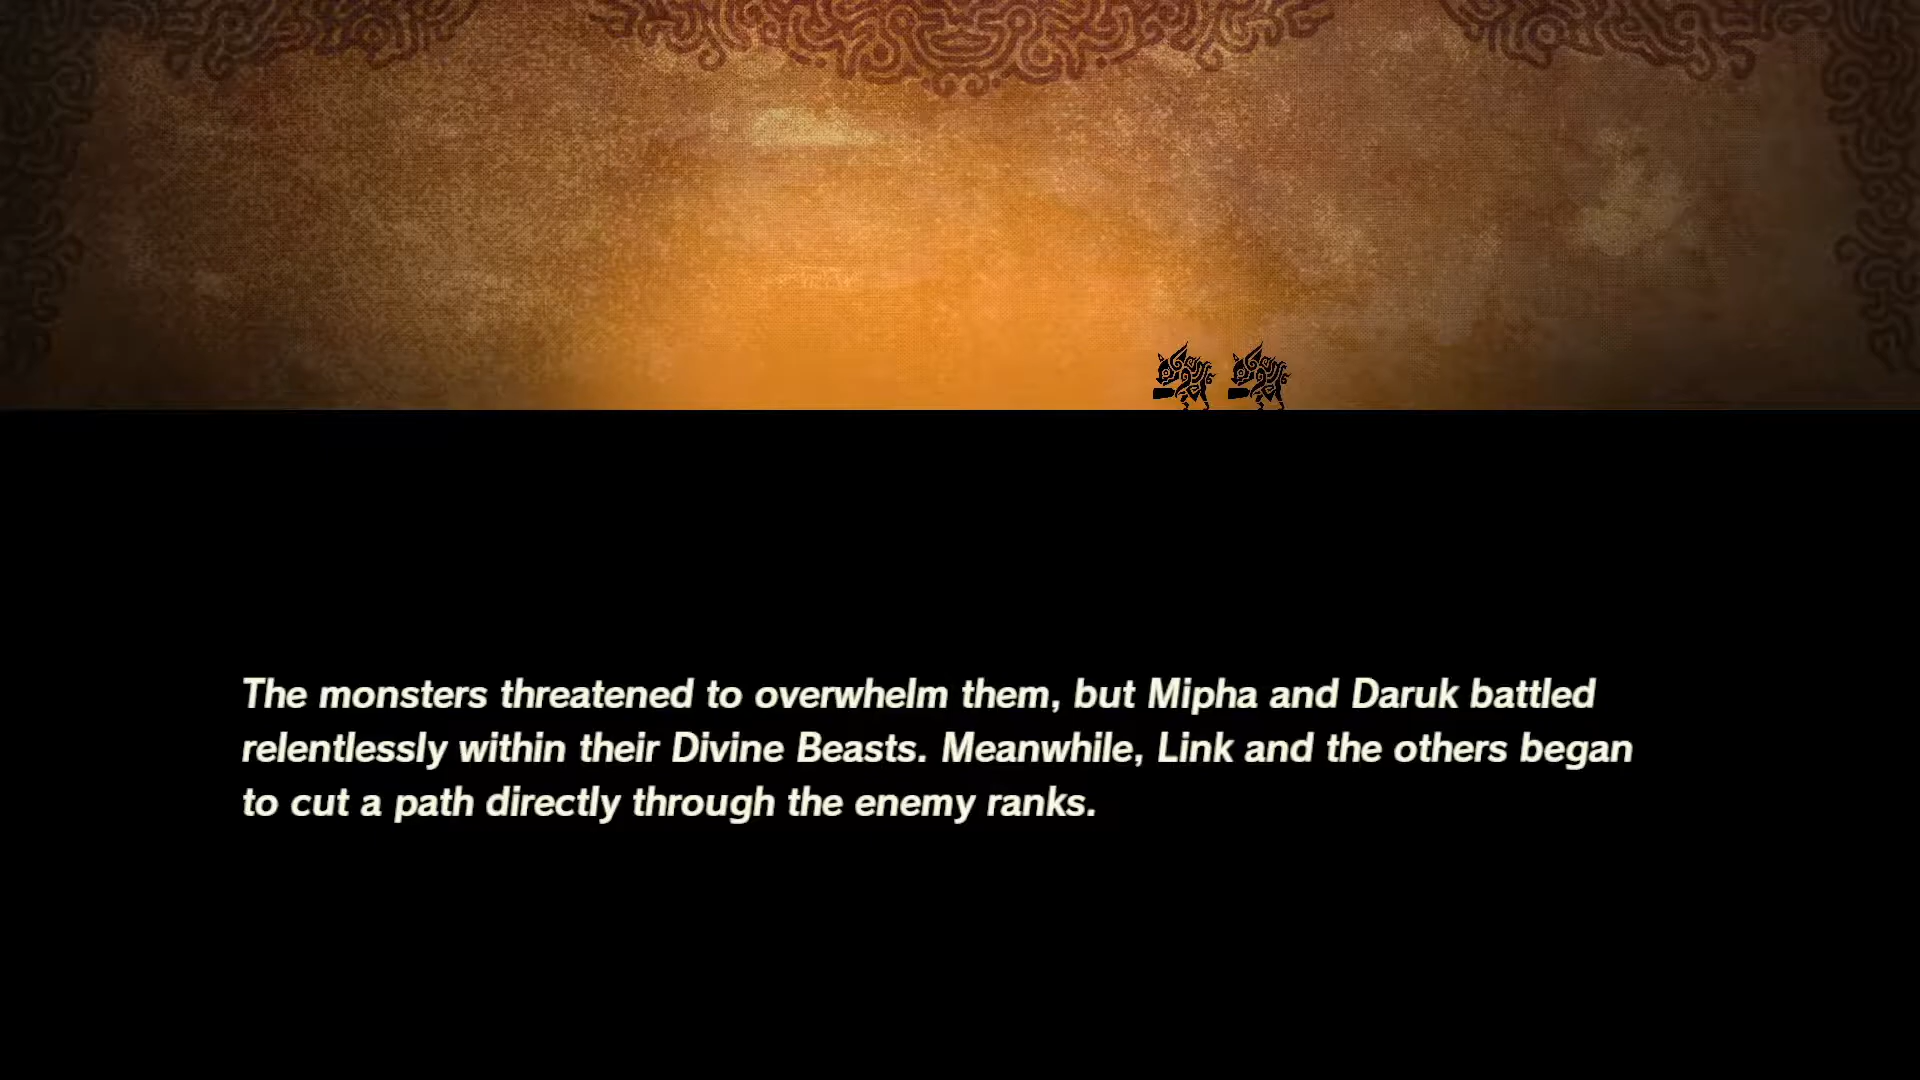 The monsters threatened to overwhelm them, but Mipha and Daruk battled
relentlessly within their Divine Beasts. Meanwhile, Link and the others began
to cut a path directly through the enemy ranks.